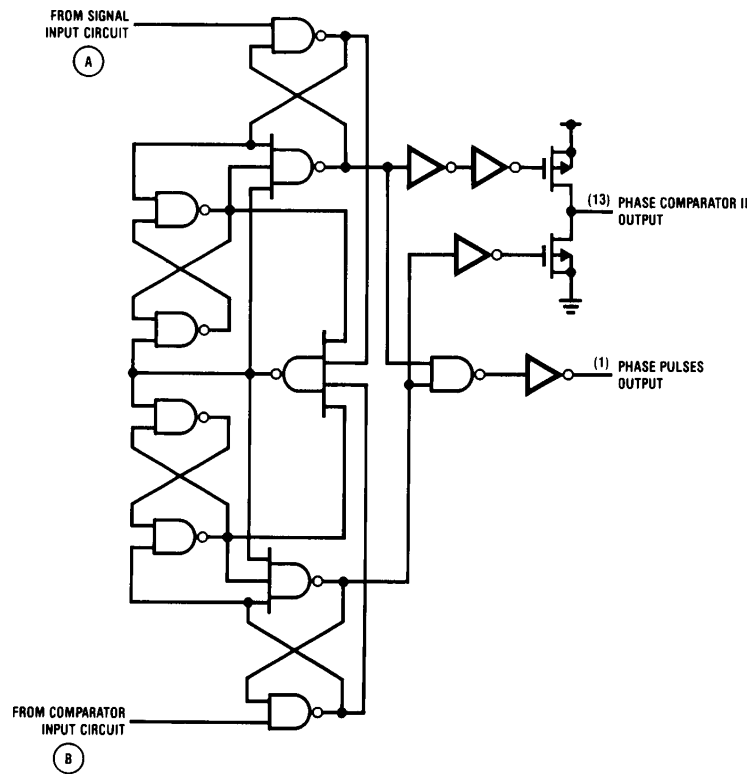 FROM SIGNAL
INPUT CIRCUIT
A
(13) PHASE COMPARATOR II
OUTPUT
(1) PHASE PULSES
OUTPUT
FROM COMPARATOR
INPUT CIRCUIT
B